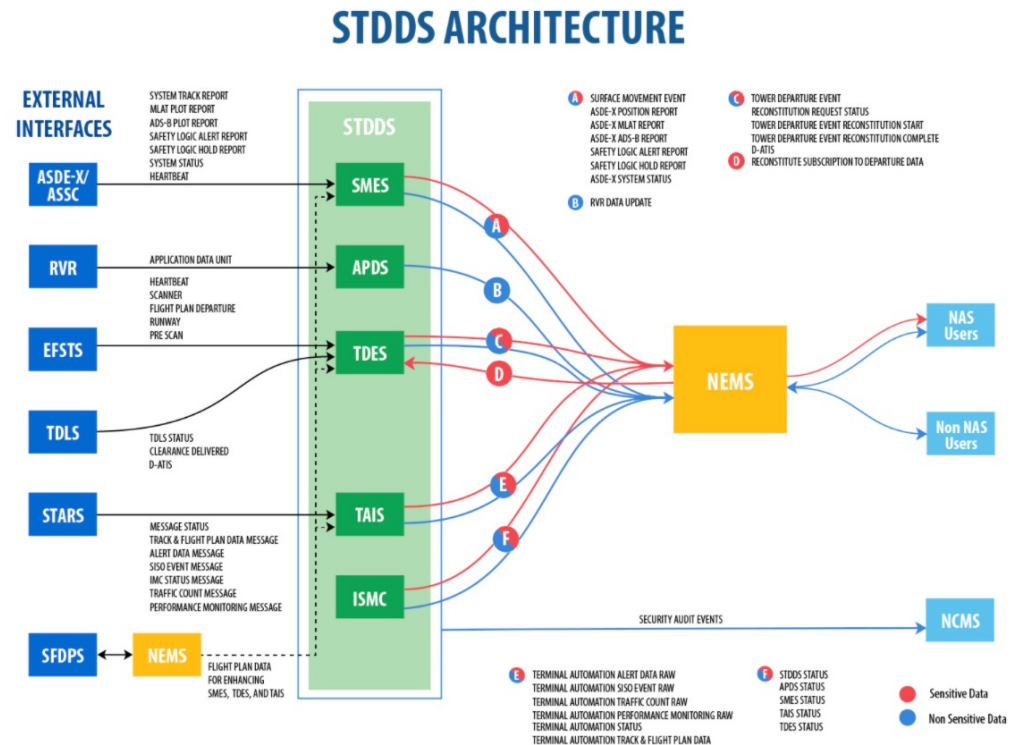 STDDS ARCHITECTURE
EXTERNAL
INTERFACES
SYSTEM TRACK REPORT
MLAT PLOT REPORT
ADS-B PLOT REPORT
SAFETY LOGIC ALERT REPORT
SAFETY LOGIC HOLD REPORT
SYSTEM STATUS
HEARTBEAT
ASDE-X/
ASSC
RVR
APPLICATION DATA UNIT
HEARTBEAT
SCANNER
FLIGHT PLAN DEPARTURE
RUNWAY
PRE SCAN
EFSTS
TDLS
TDLS STATUS
CLEARANCE DELIVERED
D-ATIS
STARS
MESSAGE STATUS
TRACK & FLIGHT PLAN DATA MESSAGE
ALERT DATA MESSAGE
SISO EVENT MESSAGE
IMC STATUS MESSAGE
TRAFFIC COUNT MESSAGE
PERFORMANCE MONITORING MESSAGE
SFDPS
NEMS
FLIGHT PLAN DATA
FOR ENHANCING
SMES, TDES, AND TAIS
STDDS
SMES
APDS
TDES
TAIS
ISMC
A
B
C
D
E
F
A SURFACE MOVEMENT EVENT
ASDE-X POSITION REPORT
ASDE-X MLAT REPORT
ASDE-X ADS-B REPORT
SAFETY LOGIC ALERT REPORT
SAFETY LOGIC HOLD REPORT
ASDE-X SYSTEM STATUS
B RVR DATA UPDATE
C TOWER DEPARTURE EVENT
RECONSTITUTION REQUEST STATUS
TOWER DEPARTURE EVENT RECONSTITUTION START
TOWER DEPARTURE EVENT RECONSTITUTION COMPLETE
D-ATIS
D RECONSTITUTE SUBSCRIPTION TO DEPARTURE DATA
NEMS
NAS
Users
Non NAS
Users
SECURITY AUDIT EVENTS
NCMS
E TERMINAL AUTOMATION ALERT DATA RAW
TERMINAL AUTOMATION SISO EVENT RAW
TERMINAL AUTOMATION TRAFFIC COUNT RAW
TERMINAL AUTOMATION PERFORMANCE MONITORING RAW
TERMINAL AUTOMATION STATUS
TERMINAL AUTOMATION TRACK & FLIGHT PLAN DATA
F STDDS STATUS
APDS STATUS
SMES STATUS
TAIS STATUS
TDES STATUS
Sensitive Data
Non Sensitive Data